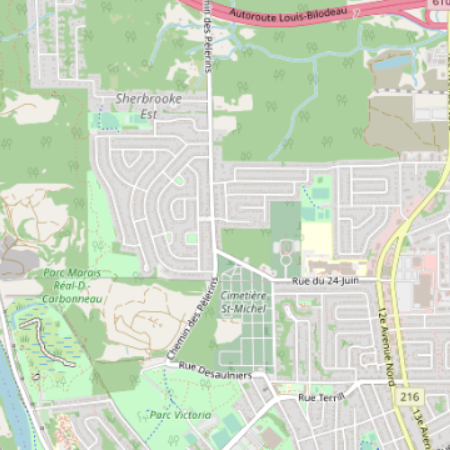 Autoroute Louis-Bilodeau
610
Chemin des Pèlerins
Sherbrooke
Est
Parc Marais
Réal-D-
Carbonneau
Rue du 24-Juin
Cimetière
St-Michel
Chemin des Pèlerins
12e Avenue Nord
Rue Desaulniers
Rue Terrill
216
Parc Victoria
13e Aven